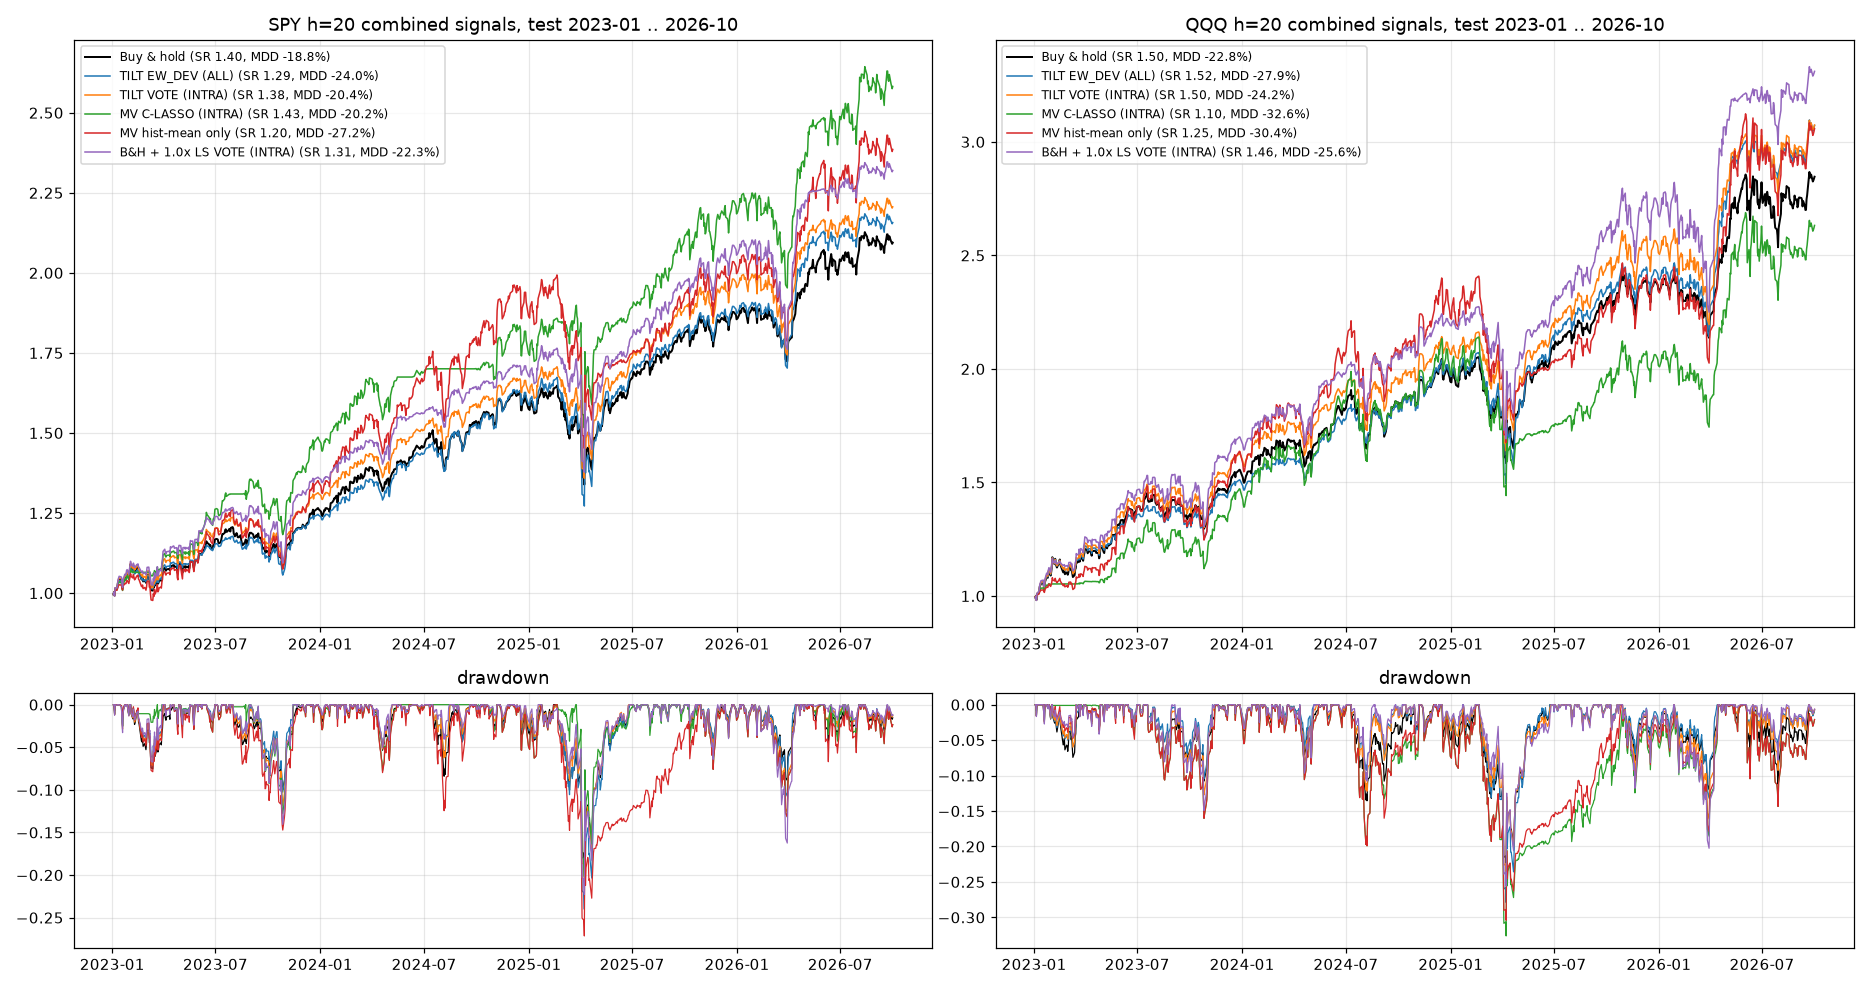 SPY h=20 combined signals, test 2023-01 .. 2026-10
Buy & hold (SR 1.40, MDD -18.8%)
TILT EW_DEV (ALL) (SR 1.29, MDD -24.0%)
TILT VOTE (INTRA) (SR 1.38, MDD -20.4%)
MV C-LASSO (INTRA) (SR 1.43, MDD -20.2%)
MV hist-mean only (SR 1.20, MDD -27.2%)
B&H + 1.0x LS VOTE (INTRA) (SR 1.31, MDD -22.3%)
2.50
2.25
2.00
1.75
1.50
1.25
1.00
2023-01 2023-07 2024-01 2024-07 2025-01 2025-07 2026-01 2026-07
QQQ h=20 combined signals, test 2023-01 .. 2026-10
Buy & hold (SR 1.50, MDD -22.8%)
TILT EW_DEV (ALL) (SR 1.52, MDD -27.9%)
TILT VOTE (INTRA) (SR 1.50, MDD -24.2%)
MV C-LASSO (INTRA) (SR 1.10, MDD -32.6%)
MV hist-mean only (SR 1.25, MDD -30.4%)
B&H + 1.0x LS VOTE (INTRA) (SR 1.46, MDD -25.6%)
3.0
2.5
2.0
1.5
1.0
2023-01 2023-07 2024-01 2024-07 2025-01 2025-07 2026-01 2026-07
drawdown
0.00
−0.05
−0.10
−0.15
−0.20
−0.25
2023-01 2023-07 2024-01 2024-07 2025-01 2025-07 2026-01 2026-07
drawdown
0.00
−0.05
−0.10
−0.15
−0.20
−0.25
−0.30
2023-01 2023-07 2024-01 2024-07 2025-01 2025-07 2026-01 2026-07